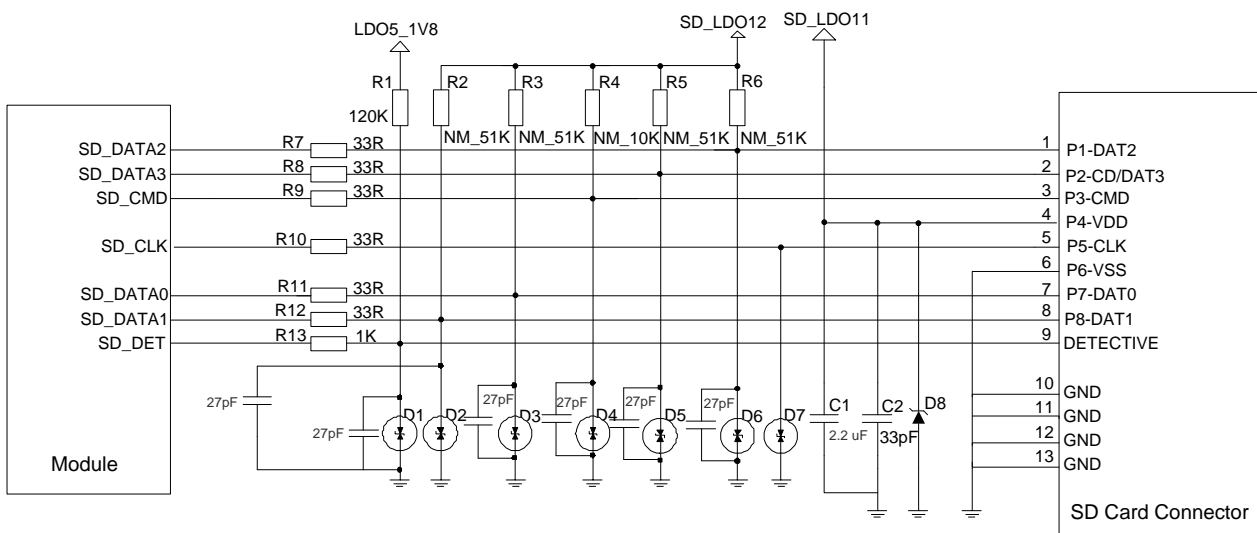 LDO5_1V8
SD_LDO12
SD_LDO11
R1
R2
R3
R4
R5
R6
120K
NM_51K
NM_51K
NM_10K
NM_51K
NM_51K
SD_DATA2
R7
33R
1
P1-DAT2
SD_DATA3
R8
33R
2
P2-CD/DAT3
SD_CMD
R9
33R
3
P3-CMD
4
P4-VDD
SD_CLK
R10
33R
5
P5-CLK
6
P6-VSS
SD_DATA0
R11
33R
7
P7-DAT0
SD_DATA1
R12
33R
8
P8-DAT1
SD_DET
R13
1K
9
DETECTIVE
27pF
27pF
D1
D2
27pF
D3
27pF
D4
27pF
D5
27pF
D6
D7
C1
2.2 uF
C2
33pF
D8
10
GND
11
GND
12
GND
13
GND
Module
SD Card Connector